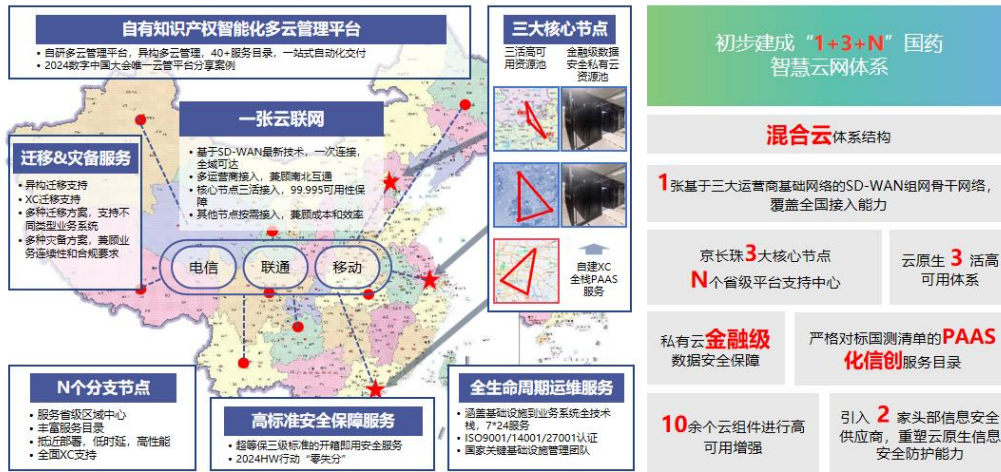 自有知识产权智能化多云管理平台
• 自研多云管理平台，异构多云管理，40+服务目录，一站式自动化交付
• 2024数字中国大会唯一云管平台分享案例
一张云联网
• 基于SD-WAN最新技术，一次连接，
全域可达
• 多运营商接入，兼顾南北互通
• 核心节点三活接入，99.995可用性保
障
• 其他节点按需接入，兼顾成本和效率
迁移&灾备服务
• 异构迁移支持
• XC迁移支持
• 多种迁移方案，支持不
同类型业务系统
• 多种灾备方案，兼顾业
务连续性和合规要求
电信
联通
移动
三大核心节点
三活高可
用资源池
金融级数据
安全私有云
资源池
自建XC
全栈PAAS
服务
N个分支节点
• 服务省级区域中心
• 丰富服务目录
• 抵近部署，低时延，高性能
• 全面XC支持
高标准安全保障服务
• 超等保三级标准的开箱即用安全服务
• 2024HW行动“零失分”
全生命周期运维服务
• 涵盖基础设施到业务系统全技术
栈，7*24服务
• ISO9001/14001/27001认证
• 国家关键基础设施管理团队
初步建成“1+3+N”国药
智慧云网体系
混合云体系结构
1张基于三大运营商基础网络的SD-WAN组网骨干网络，
覆盖全国接入能力
京长珠3大核心节点
N个省级平台支持中心
云原生 3 活高
可用体系
私有云金融级
数据安全保障
严格对标国测清单的PAAS
化信创服务目录
10余个云组件进行高
可用增强
引入 2 家头部信息安全
供应商，重塑云原生信息
安全防护能力